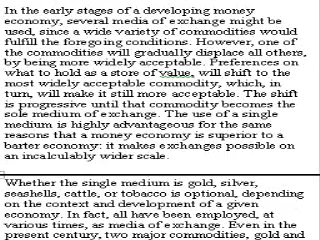 In the early stages of a developing money
economy, several media of exchange might be
used, since a wide variety of commodities would
fulfill the foregoing conditions. However, one of
the commodities will gradually displace all others,
by being more widely acceptable. Preferences on
what to hold as a store of value, will shift to the
most widely acceptable commodity, which, in
turn, will make it still more acceptable. The shift
is progressive until that commodity becomes the
sole medium of exchange. The use of a single
medium is highly advantageous for the same
reasons that a money economy is superior to a
barter economy: it makes exchanges possible on
an incalculably wider scale.
Whether the single medium is gold, silver,
seashells, cattle, or tobacco is optional, depending
on the context and development of a given
economy. In fact, all have been employed, at
various times, as media of exchange. Even in the
present century, two major commodities, gold and